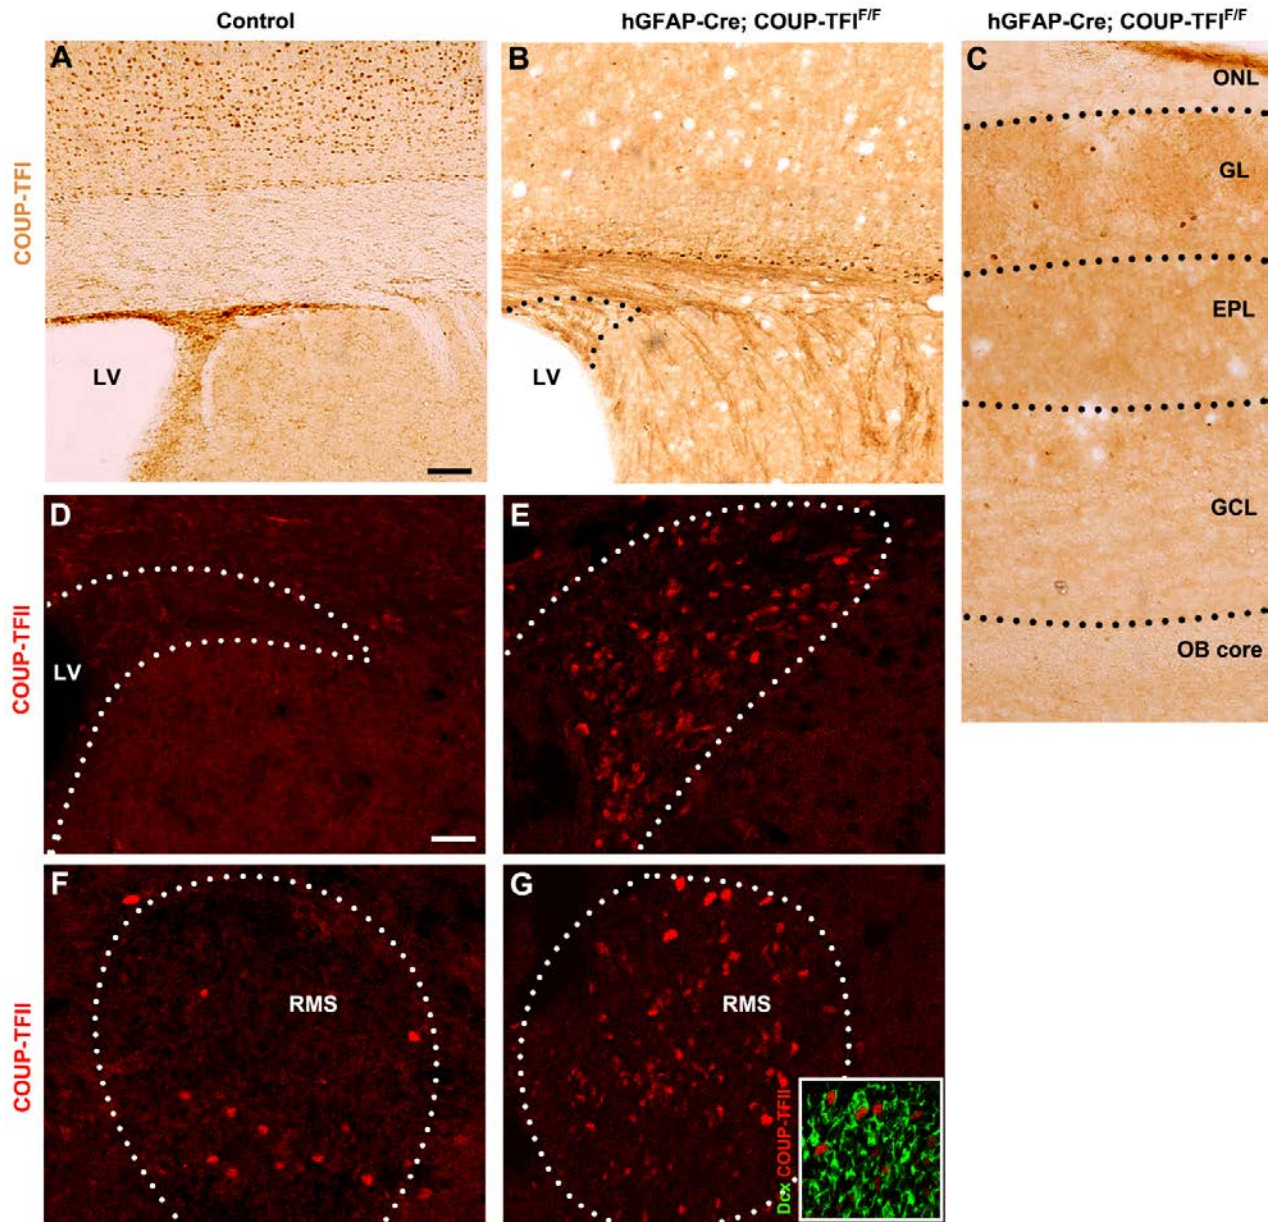 Control
hGFAP-Cre; COUP-TFI^F/F
hGFAP-Cre; COUP-TFI^F/F
COUP-TFI
A
LV
B
LV
C
ONL
GL
EPL
GCL
OB core
COUP-TFII
D
LV
E
COUP-TFII
F
RMS
G
RMS
Dcx COUP-TFII